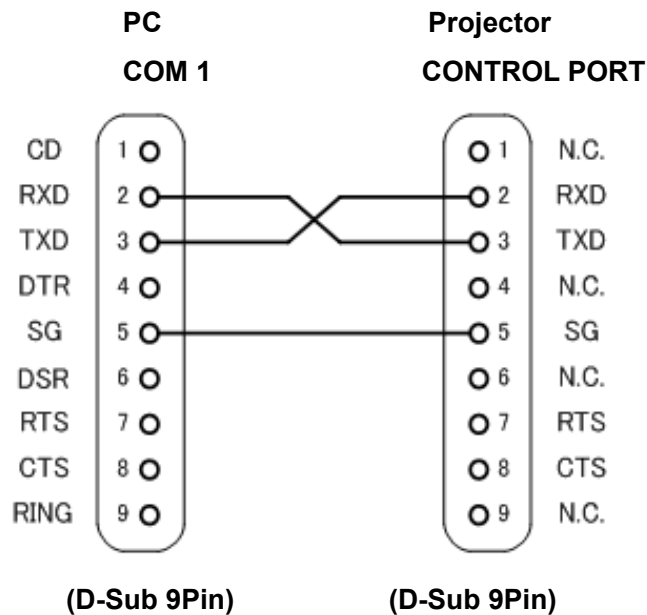 PC Projector
COM 1 CONTROL PORT
CD 1 1 N.C.
RXD 2 2 RXD
TXD 3 3 TXD
DTR 4 4 N.C.
SG 5 5 SG
DSR 6 6 N.C.
RTS 7 7 RTS
CTS 8 8 CTS
RING 9 9 N.C.
(D-Sub 9Pin) (D-Sub 9Pin)